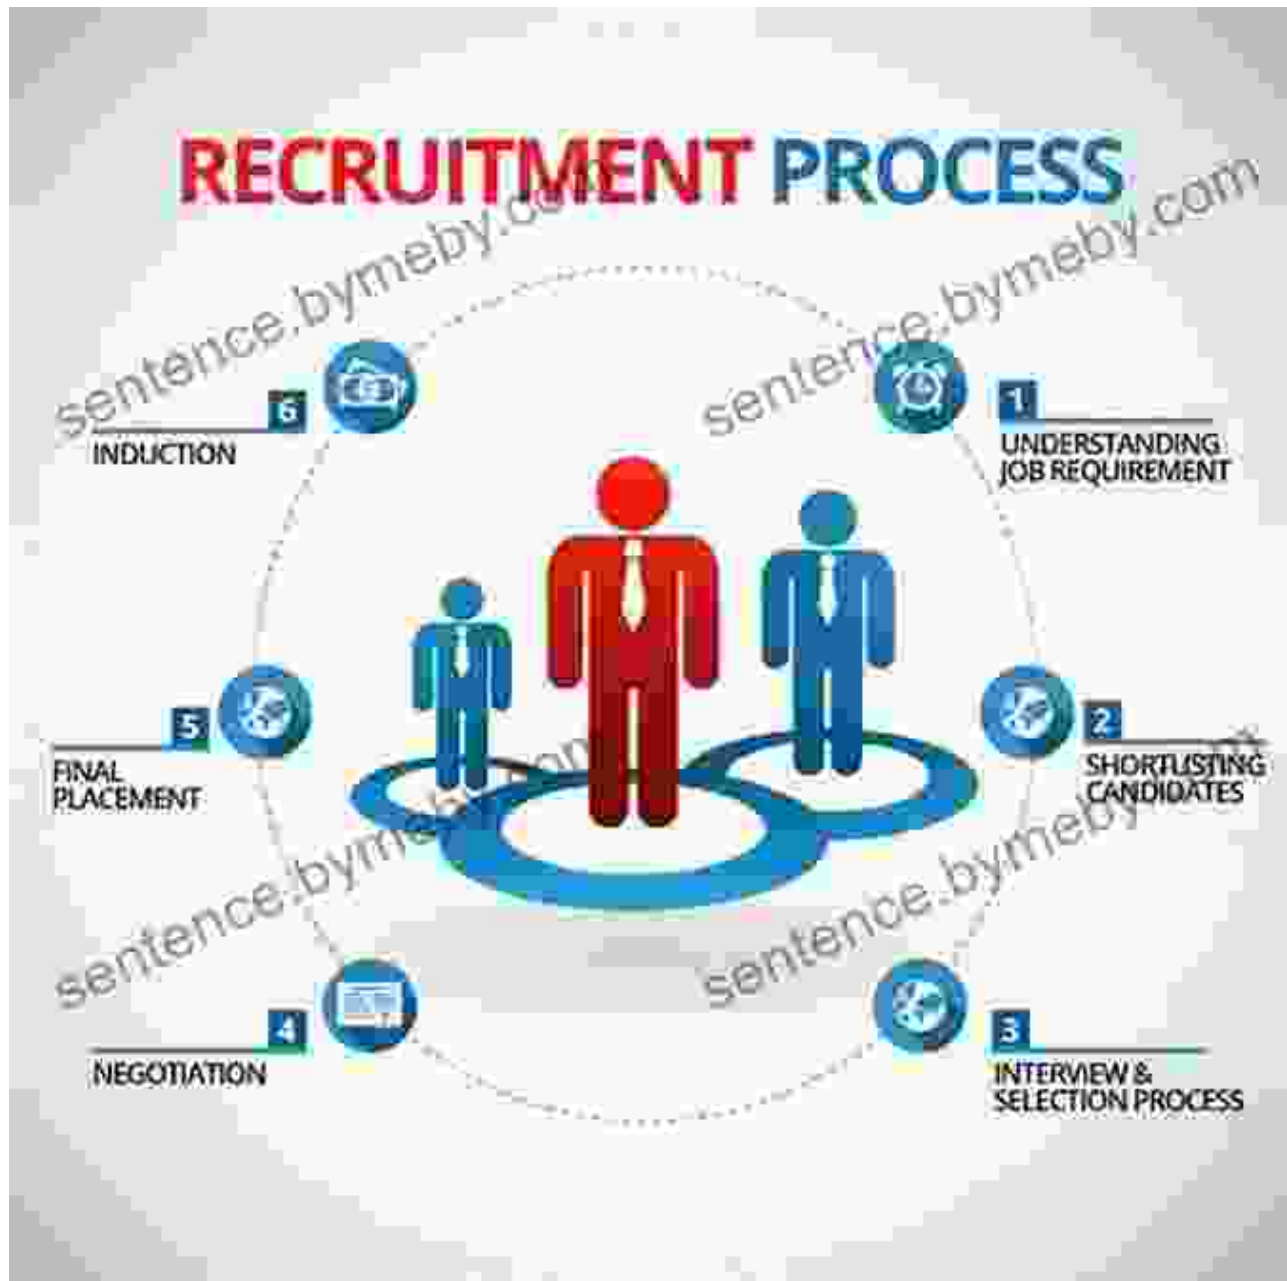 RECRUITMENT PROCESS
sentence.bymeby.com
sentence.bymeby.com
1
UNDERSTANDING
JOB REQUIREMENT
2
SHORTLISTING
CANDIDATES
3
INTERVIEW &
SELECTION PROCESS
4
NEGOTIATION
5
FINAL
PLACEMENT
6
INDUCTION
sentence.bymeby.com
sentence.bymeby.com